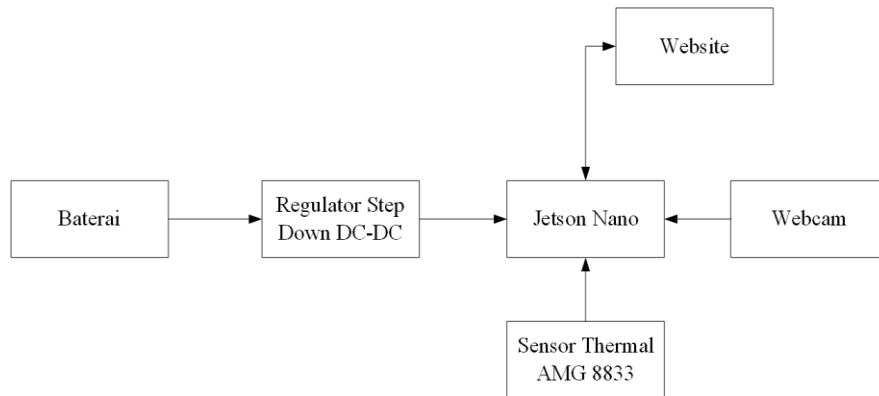 Website
Baterai
Regulator Step
Down DC-DC
Jetson Nano
Webcam
Sensor Thermal
AMG 8833